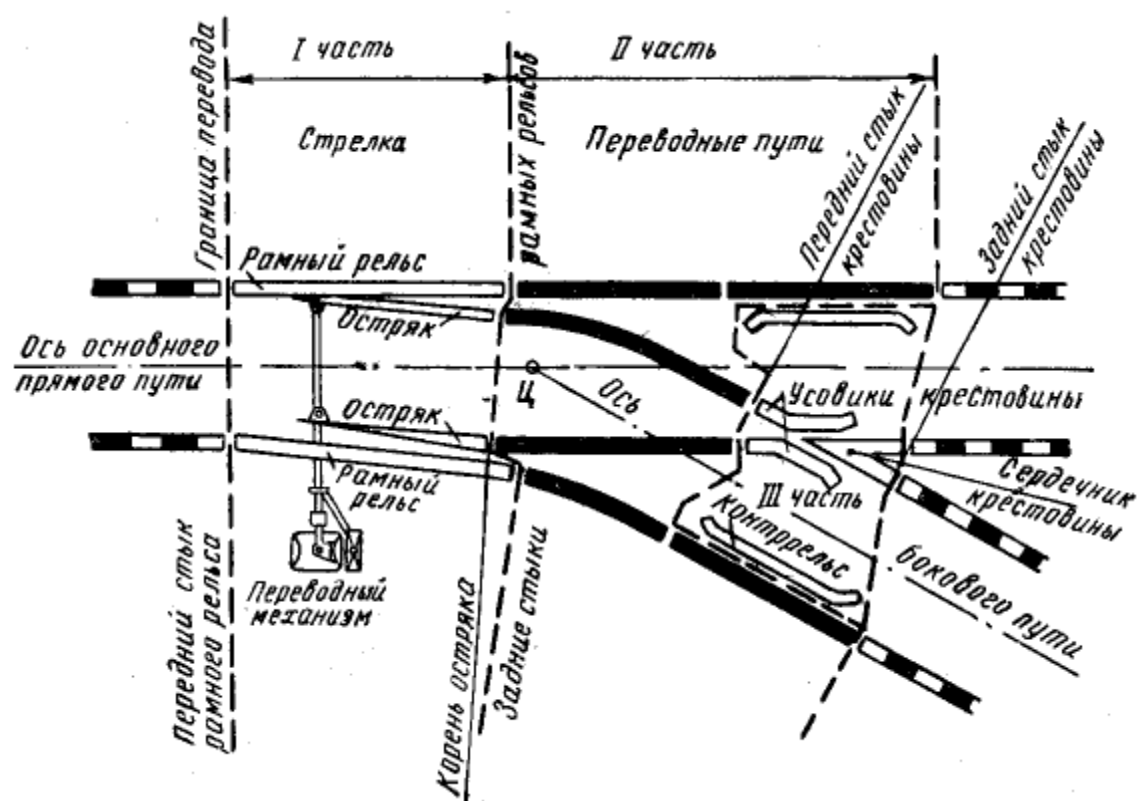 I часть
II часть
Граница перевода
Стрелка
рамных рельсов
Переводные пути
Передний стык
крестовины
Задний стык
крестовины
Рамный рельс
Остряк
Ось основного
прямого пути
Ц
Ось
Усовики крестовины
Остряк
Рамный
рельс
Сердечник
крестовины
III часть
контррельс
бокового пути
Переводный
механизм
Передний стык
рамного рельса
Корень остряка
Задние стыки